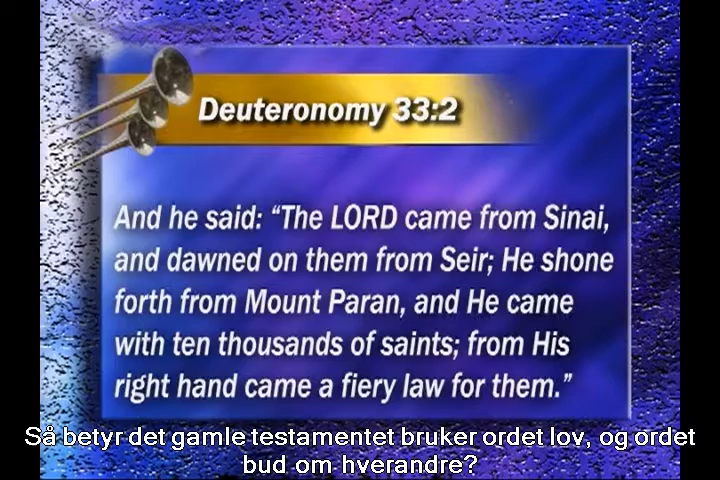 Deuteronomy 33:2
And he said: “The LORD came from Sinai,
and dawned on them from Seir; He shone
forth from Mount Paran, and He came
with ten thousands of saints; from His
right hand came a fiery law for them.”
Så betyr det gamle testamentet bruker ordet lov, og ordet
bud om hverandre?